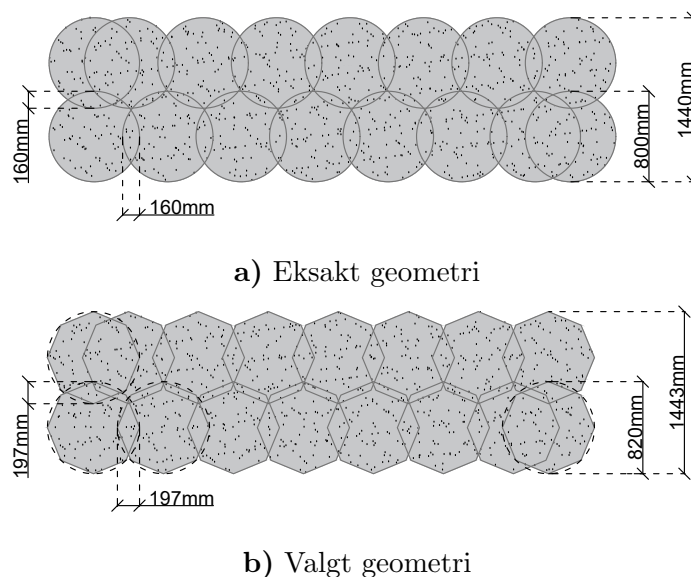 160mm
160mm
800mm
1440mm
a) Eksakt geometri
197mm
197mm
820mm
1443mm
b) Valgt geometri